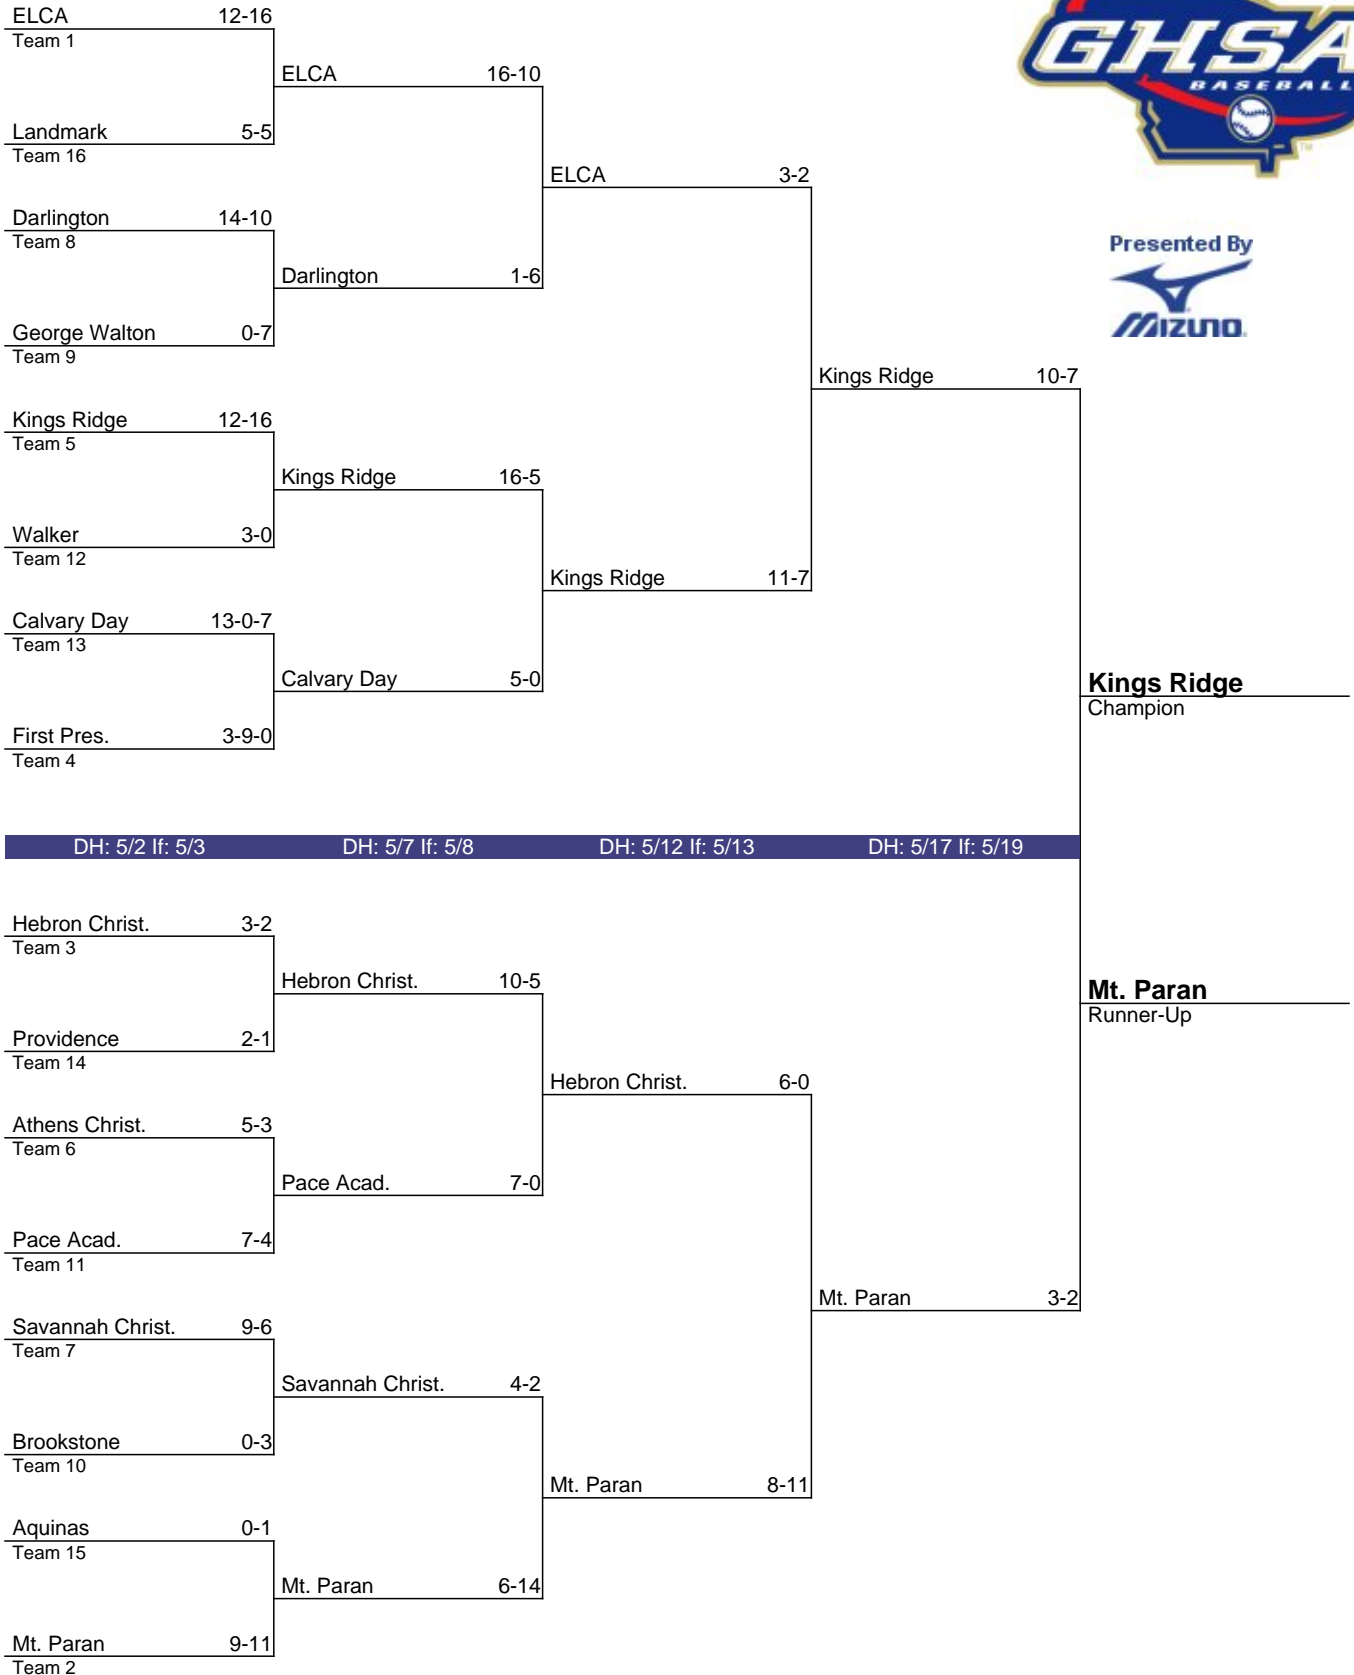 ELCA 12-16
Team 1
ELCA 16-10
Landmark 5-5
Team 16
ELCA 3-2
Darlington 14-10
Team 8
Darlington 1-6
George Walton 0-7
Team 9
Kings Ridge 10-7
Kings Ridge 12-16
Team 5
Kings Ridge 16-5
Walker 3-0
Team 12
Kings Ridge 11-7
Calvary Day 13-0-7
Team 13
Calvary Day 5-0
First Pres. 3-9-0
Team 4
Kings Ridge
Champion
DH: 5/2 If: 5/3 DH: 5/7 If: 5/8 DH: 5/12 If: 5/13 DH: 5/17 If: 5/19
Hebron Christ. 3-2
Team 3
Hebron Christ. 10-5
Providence 2-1
Team 14
Mt. Paran
Runner-Up
Hebron Christ. 6-0
Athens Christ. 5-3
Team 6
Pace Acad. 7-0
Pace Acad. 7-4
Team 11
Mt. Paran 3-2
Savannah Christ. 9-6
Team 7
Savannah Christ. 4-2
Brookstone 0-3
Team 10
Mt. Paran 8-11
Aquinas 0-1
Team 15
Mt. Paran 6-14
Mt. Paran 9-11
Team 2
GHSA
BASEBALL
TM
Presented By
MIZUNO